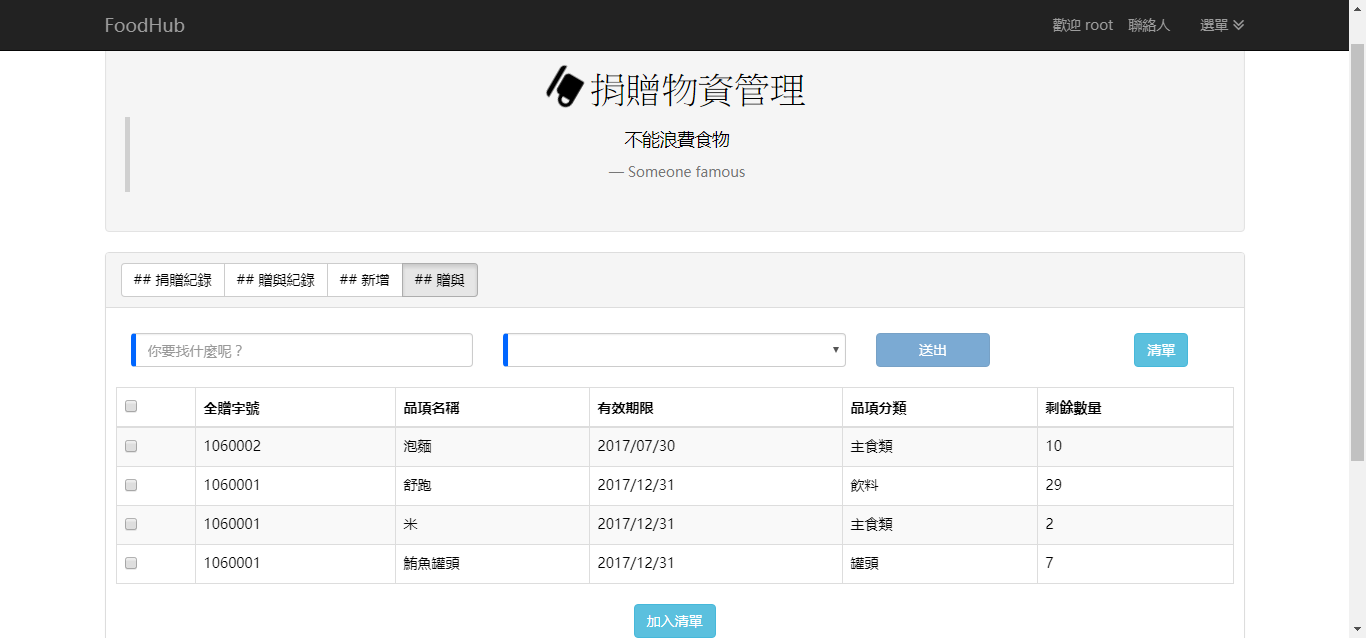 FoodHub 歡迎 root 聯絡人 選單
捐贈物資管理
不能浪費食物
— Someone famous
## 捐贈紀錄 ## 贈與紀錄 ## 新增 ## 贈與
你要找什麼呢？ 送出 清單
全贈字號 品項名稱 有效期限 品項分類 剩餘數量
1060002 泡麵 2017/07/30 主食類 10
1060001 舒跑 2017/12/31 飲料 29
1060001 米 2017/12/31 主食類 2
1060001 鮪魚罐頭 2017/12/31 罐頭 7
加入清單